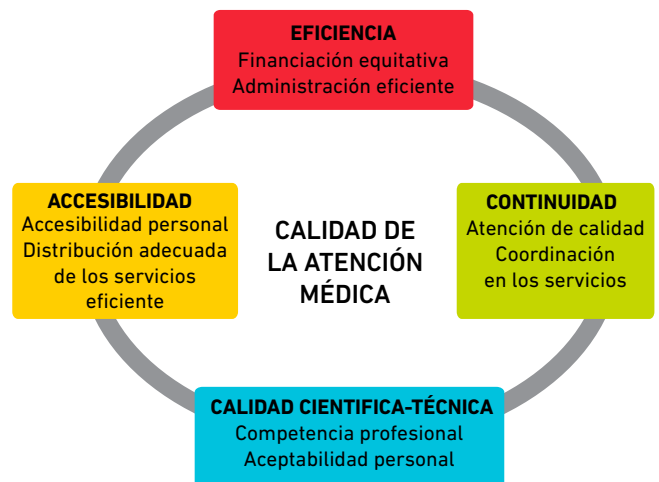 EFICIENCIA
Financiación equitativa
Administración eficiente
ACCESIBILIDAD
Accesibilidad personal
Distribución adecuada
de los servicios
eficiente
CALIDAD DE
LA ATENCIÓN
MÉDICA
CONTINUIDAD
Atención de calidad
Coordinación
en los servicios
CALIDAD CIENTIFICA-TÉCNICA
Competencia profesional
Aceptabilidad personal